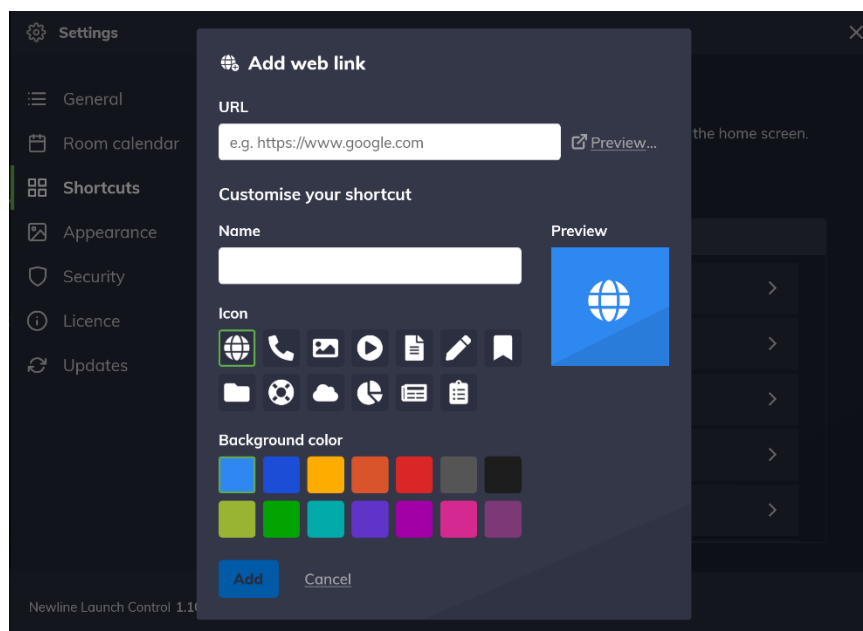 Settings
Add web link
General
URL
e.g. https://www.google.com
Preview...
the home screen.
Room calendar
Shortcuts
Customise your shortcut
Appearance
Name
Preview
Security
Icon
Licence
Updates
Background color
Add
Cancel
Newline Launch Control